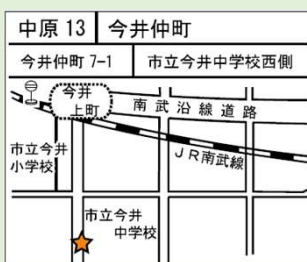 中原13 今井仲町
今井仲町7-1 市立今井中学校西側
今井
上町
南武沿線道路
JR南武線
市立今井
小学校
市立今井
中学校